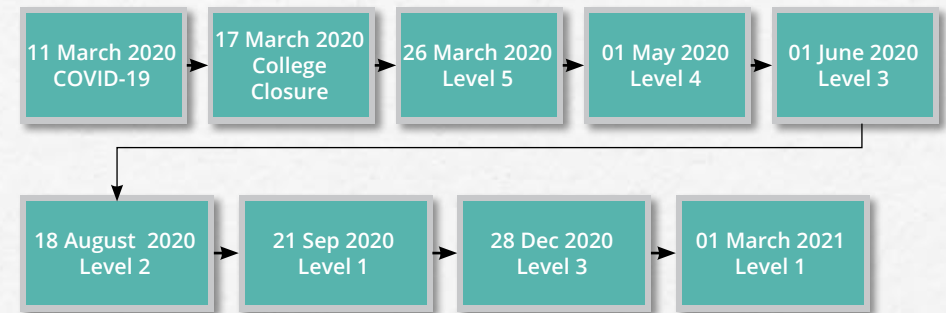 11 March 2020
COVID-19
17 March 2020
College
Closure
26 March 2020
Level 5
01 May 2020
Level 4
01 June 2020
Level 3
18 August 2020
Level 2
21 Sep 2020
Level 1
28 Dec 2020
Level 3
01 March 2021
Level 1